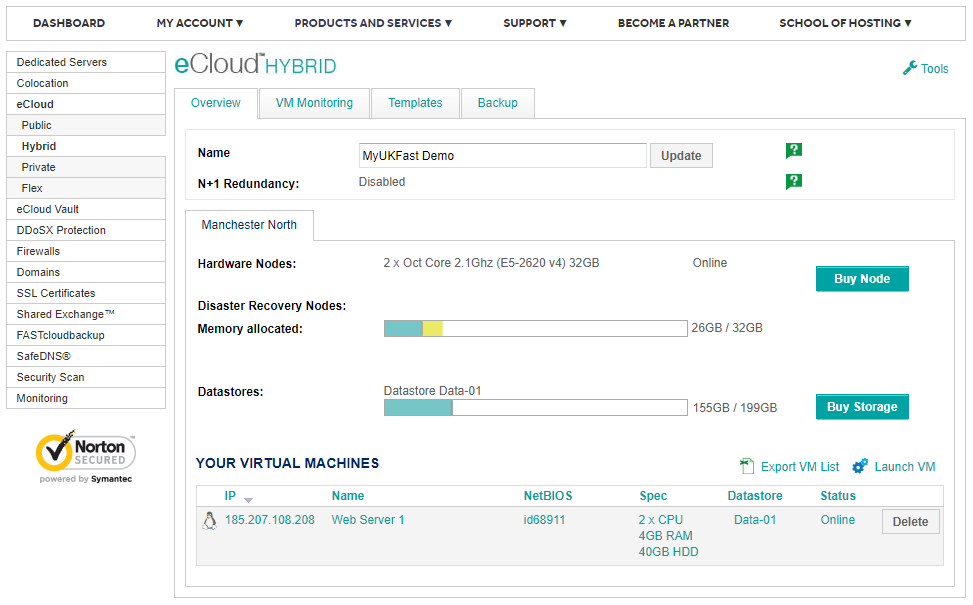 DASHBOARD MY ACCOUNT ▼ PRODUCTS AND SERVICES ▼ SUPPORT ▼ BECOME A PARTNER SCHOOL OF HOSTING ▼
Dedicated Servers
Colocation
eCloud
Public
Hybrid
Private
Flex
eCloud Vault
DDoSX Protection
Firewalls
Domains
SSL Certificates
Shared Exchange™
FASTcloudbackup
SafeDNS®
Security Scan
Monitoring
Norton™
SECURED
powered by Symantec
eCloud™HYBRID
Tools
Overview VM Monitoring Templates Backup
Name MyUKFast Demo Update ?
N+1 Redundancy: Disabled ?
Manchester North
Hardware Nodes: 2 x Oct Core 2.1Ghz (E5-2620 v4) 32GB Online
Buy Node
Disaster Recovery Nodes:
Memory allocated: 26GB / 32GB
Datastores: Datastore Data-01
155GB / 199GB Buy Storage
YOUR VIRTUAL MACHINES Export VM List Launch VM
IP Name NetBIOS Spec Datastore Status
185.207.108.208 Web Server 1 id68911 2 x CPU Data-01 Online Delete
4GB RAM
40GB HDD